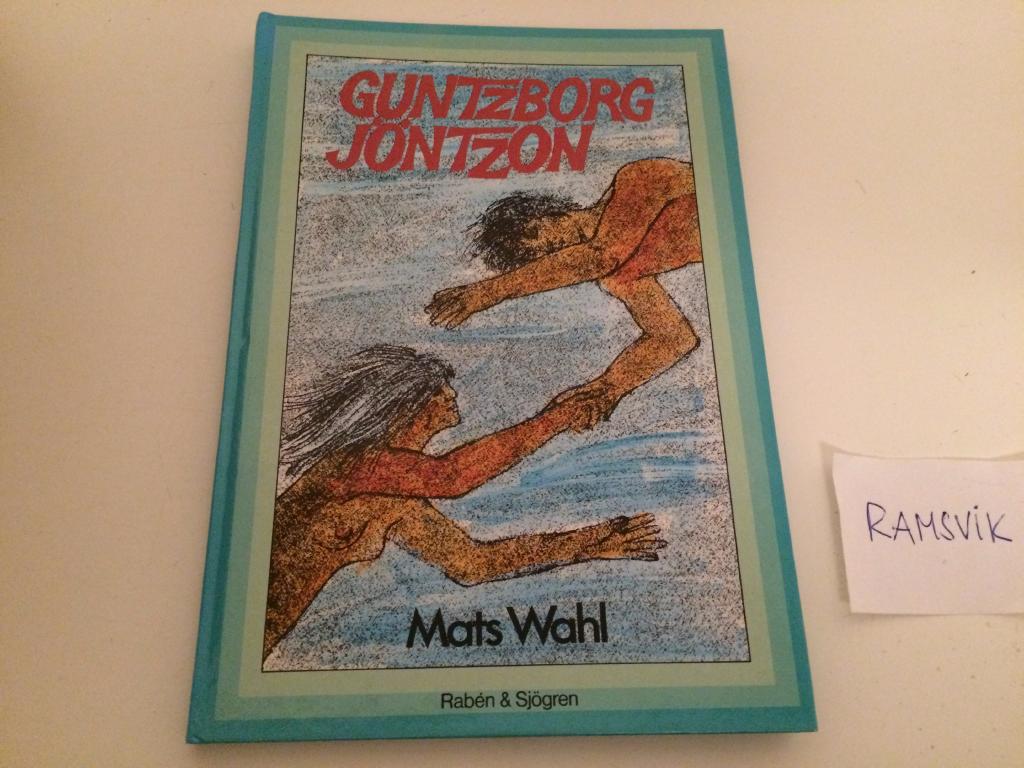 GUNTZBORG
JÖNTZON
Mats Wahl
Rabén & Sjögren
RAMSVIK